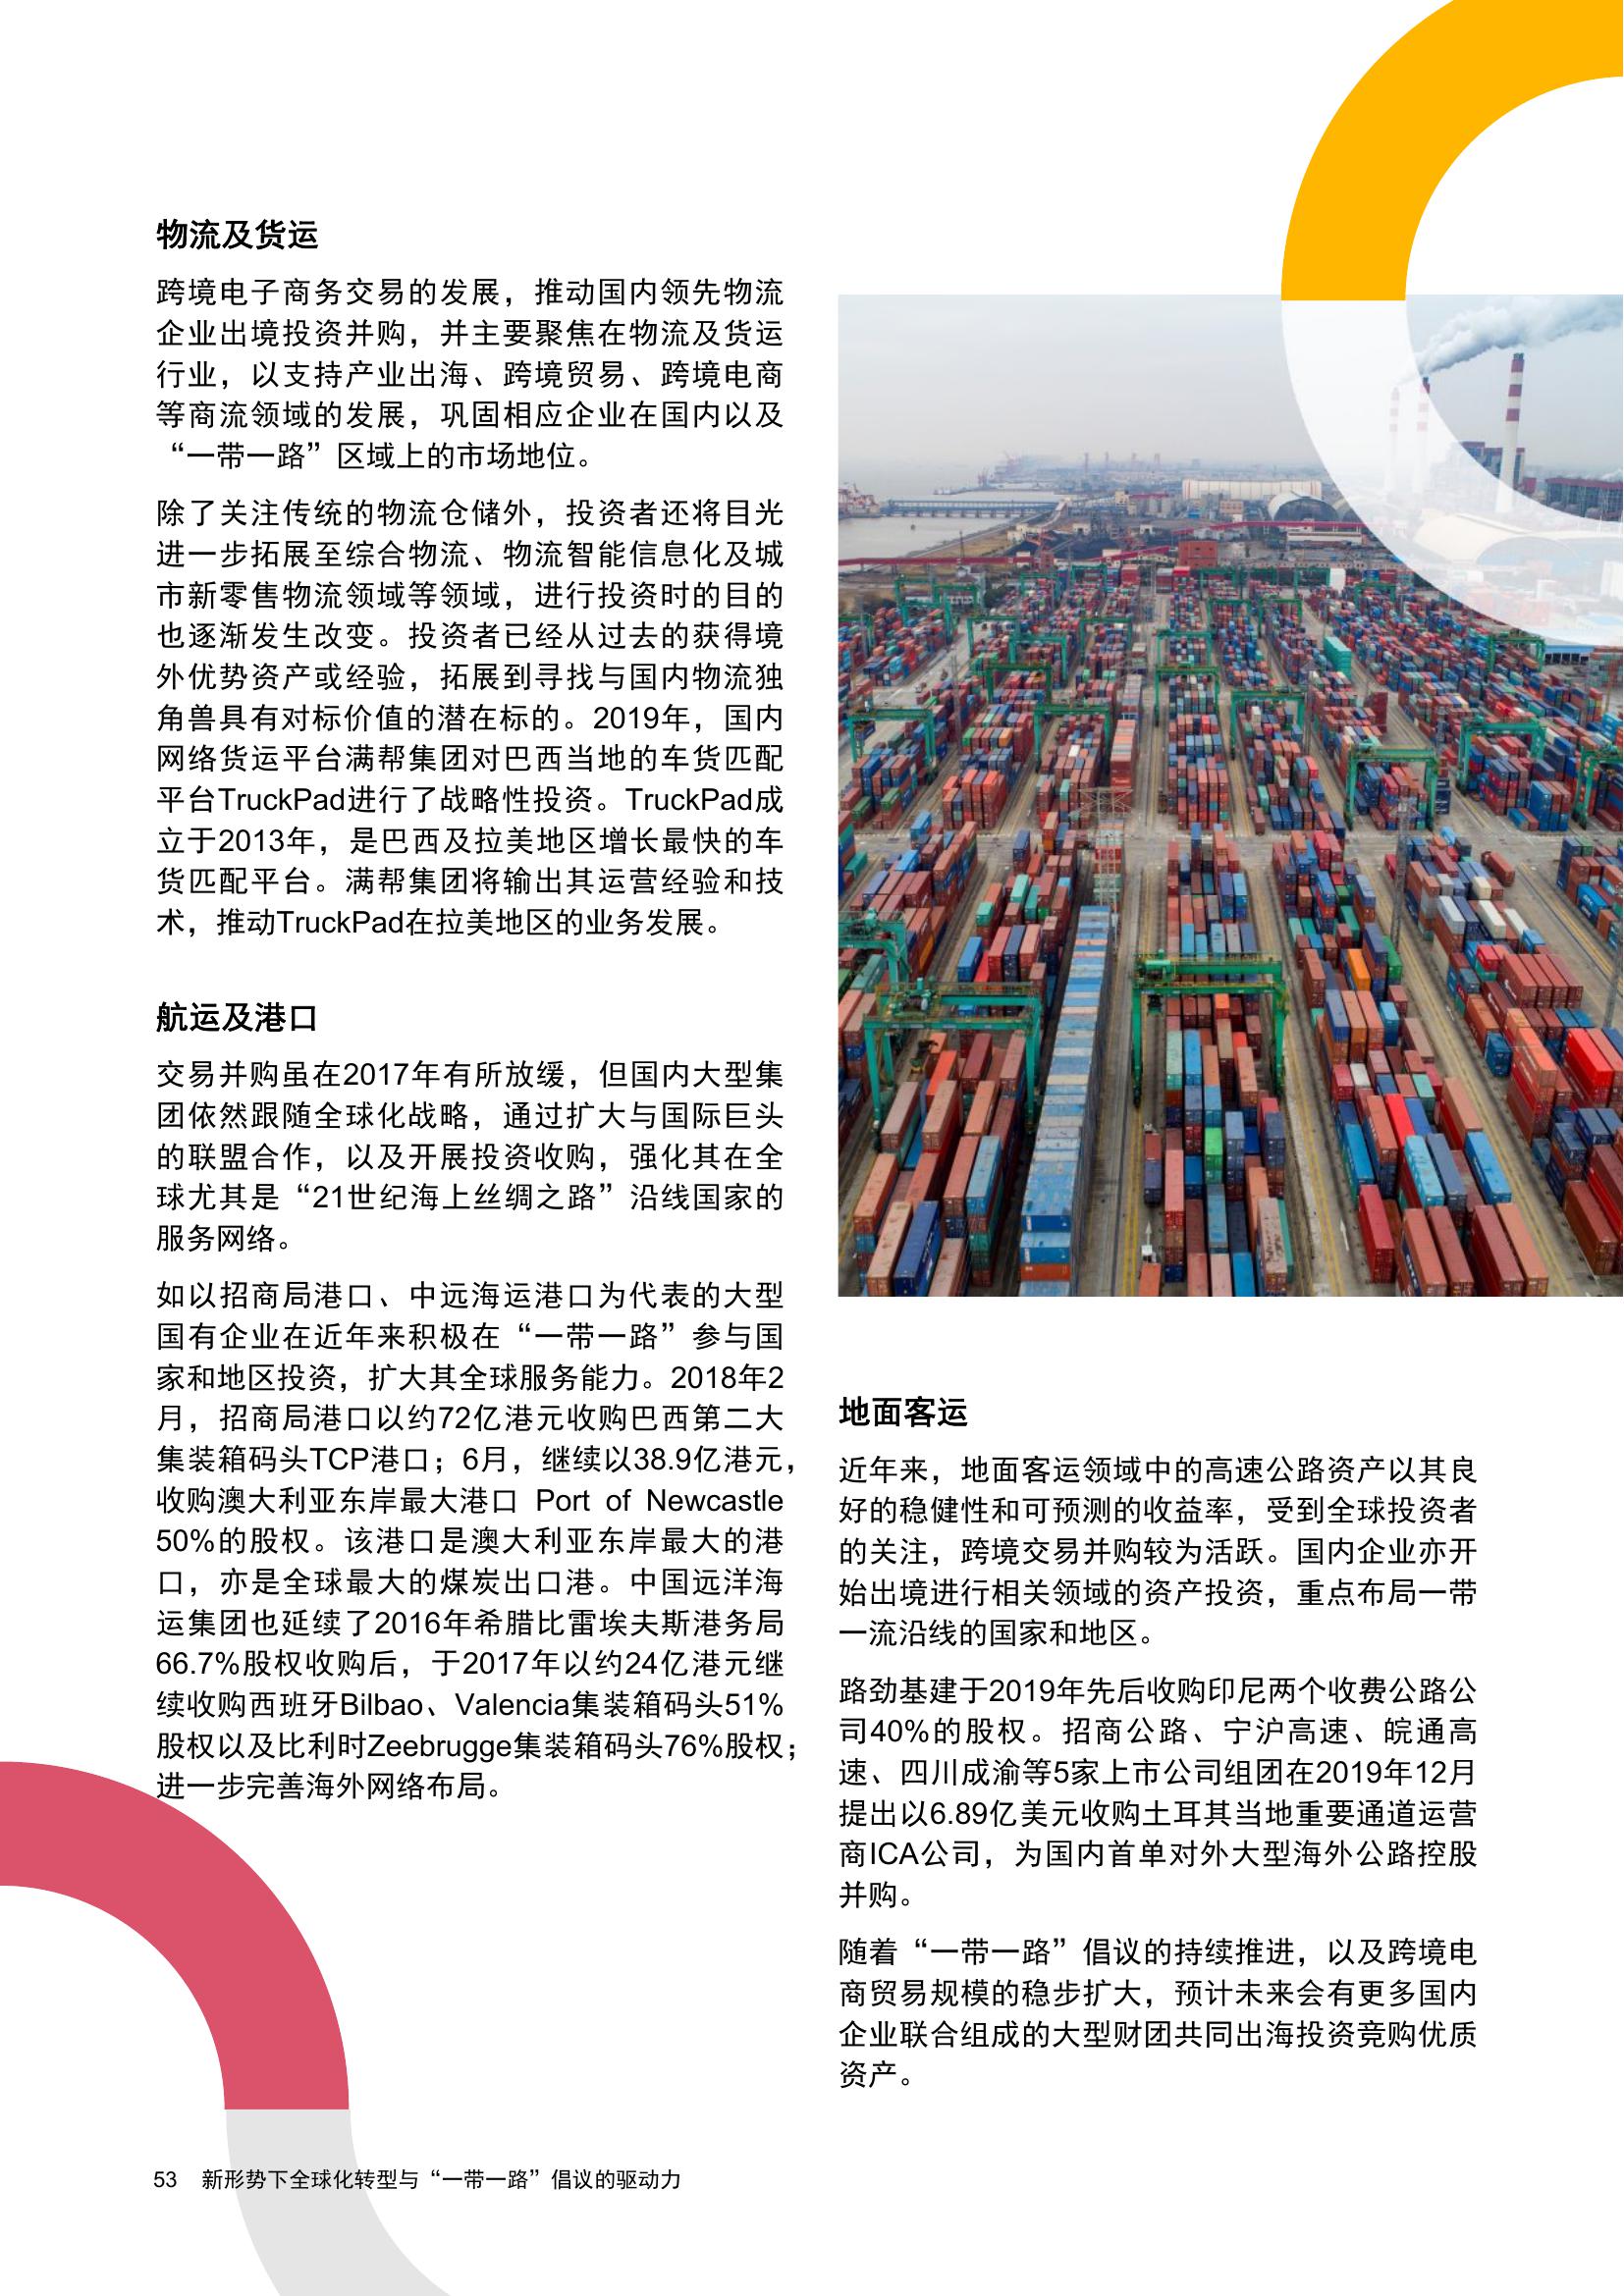 物流及货运
跨境电子商务交易的发展，推动国内领先物流
企业出境投资并购，并主要聚焦在物流及货运
行业，以支持产业出海、跨境贸易、跨境电商
等商流领域的发展，巩固相应企业在国内以及
“一带一路”区域上的市场地位。
除了关注传统的物流仓储外，投资者还将目光
进一步拓展至综合物流、物流智能信息化及城
市新零售物流领域等领域，进行投资时的目的
也逐渐发生改变。投资者已经从过去的获得境
外优势资产或经验，拓展到寻找与国内物流独
角兽具有对标价值的潜在标的。2019年，国内
网络货运平台满帮集团对巴西当地的车货匹配
平台TruckPad进行了战略性投资。TruckPad成
立于2013年，是巴西及拉美地区增长最快的车
货匹配平台。满帮集团将输出其运营经验和技
术，推动TruckPad在拉美地区的业务发展。
航运及港口
交易并购虽在2017年有所放缓，但国内大型集
团依然跟随全球化战略，通过扩大与国际巨头
的联盟合作，以及开展投资收购，强化其在全
球尤其是“21世纪海上丝绸之路”沿线国家的
服务网络。
如以招商局港口、中远海运港口为代表的大型
国有企业在近年来积极在“一带一路”参与国
家和地区投资，扩大其全球服务能力。2018年2
月，招商局港口以约72亿港元收购巴西第二大
集装箱码头TCP港口；6月，继续以38.9亿港元，
收购澳大利亚东岸最大港口 Port of Newcastle
50%的股权。该港口是澳大利亚东岸最大的港
口，亦是全球最大的煤炭出口港。中国远洋海
运集团也延续了2016年希腊比雷埃夫斯港务局
66.7%股权收购后，于2017年以约24亿港元继
续收购西班牙Bilbao、Valencia集装箱码头51%
股权以及比利时Zeebrugge集装箱码头76%股权；
进一步完善海外网络布局。
地面客运
近年来，地面客运领域中的高速公路资产以其良
好的稳健性和可预测的收益率，受到全球投资者
的关注，跨境交易并购较为活跃。国内企业亦开
始出境进行相关领域的资产投资，重点布局一带
一流沿线的国家和地区。
路劲基建于2019年先后收购印尼两个收费公路公
司40%的股权。招商公路、宁沪高速、皖通高
速、四川成渝等5家上市公司组团在2019年12月
提出以6.89亿美元收购土耳其当地重要通道运营
商ICA公司，为国内首单对外大型海外公路控股
并购。
随着“一带一路”倡议的持续推进，以及跨境电
商贸易规模的稳步扩大，预计未来会有更多国内
企业联合组成的大型财团共同出海投资竞购优质
资产。
53 新形势下全球化转型与“一带一路”倡议的驱动力